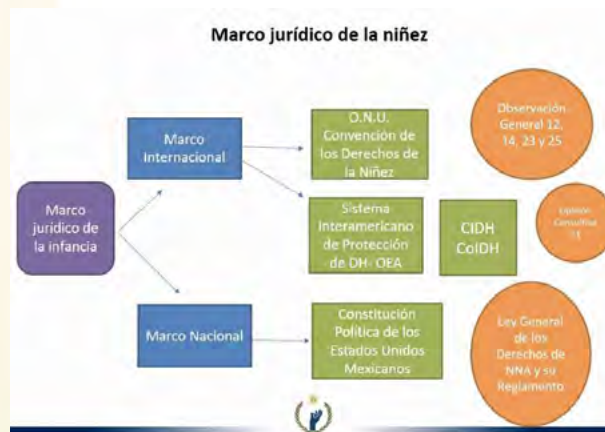 Marco jurídico de la niñez
Marco jurídico de
la infancia
Marco
Internacional
O.N.U.
Convención de
los Derechos de
la Niñez
Observación
General 12,
14, 23 y 25
Sistema
Interamericano
de Protección
de DH- OEA
CIDH
CoIDH
Opinión
Consultiva
Marco Nacional
Constitución
Política de los
Estados Unidos
Mexicanos
Ley General
de los
Derechos de
NNA y su
Reglamento